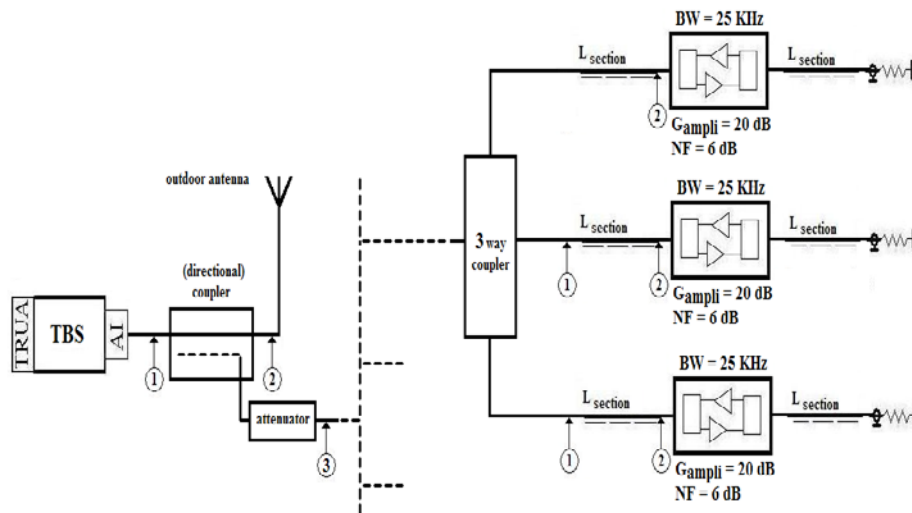 BW = 25 KHz
L section
L section
2
Gampli = 20 dB
NF = 6 dB
outdoor antenna
BW = 25 KHz
L section
L section
(directional)
coupler
3 way
coupler
1
2
Gampli = 20 dB
NF = 6 dB
TRUA
TBS
AI
1
2
BW = 25 KHz
L section
L section
attenuator
3
1
2
Gampli = 20 dB
NF = 6 dB